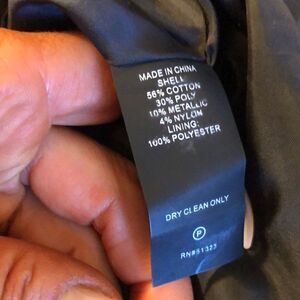 MADE IN CHINA
SHELL
56% COTTON
30% POLY
10% METALLIC
4% NYLON
LINING:
100% POLYESTER
DRY CLEAN ONLY
P
RN#51323